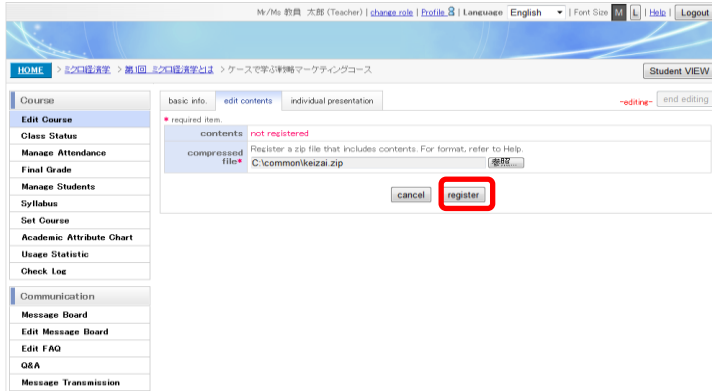 Mr/Ms 教員 太郎 (Teacher) | change role | Profile | Language English | Font Size M L | Help | Logout
HOME > ミクロ経済学 > 第1回 ミクロ経済学とは > ケースで学ぶ戦略マーケティングコース
Student VIEW
Course
Edit Course
Class Status
Manage Attendance
Final Grade
Manage Students
Syllabus
Set Course
Academic Attribute Chart
Usage Statistic
Check Log
Communication
Message Board
Edit Message Board
Edit FAQ
Q&A
Message Transmission
basic info. edit contents individual presentation
-editing- end editing
* required item.
contents not registered
compressed file* Register a zip file that includes contents. For format, refer to Help.
C:\common\keizai.zip 参照...
cancel register